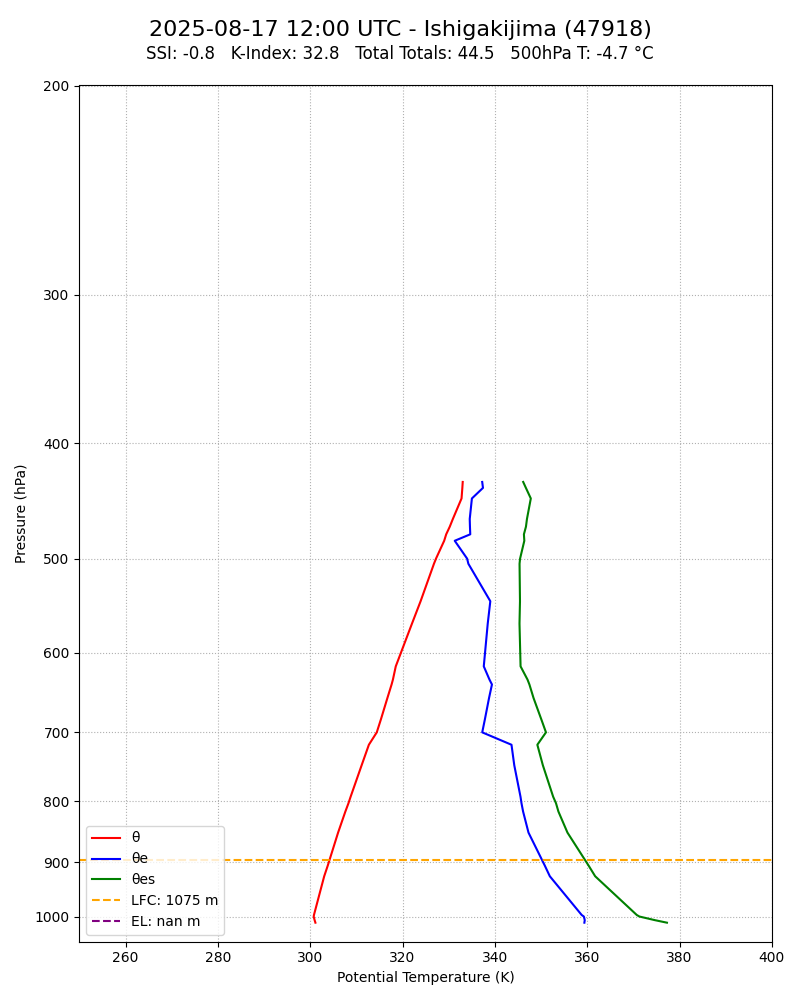 2025-08-17 12:00 UTC - Ishigakijima (47918)
SSI: -0.8 K-Index: 32.8 Total Totals: 44.5 500hPa T: -4.7 °C
200
300
400
500
600
700
800
900
1000
Pressure (hPa)
θ
θe
θes
LFC: 1075 m
EL: nan m
260 280 300 320 340 360 380 400
Potential Temperature (K)